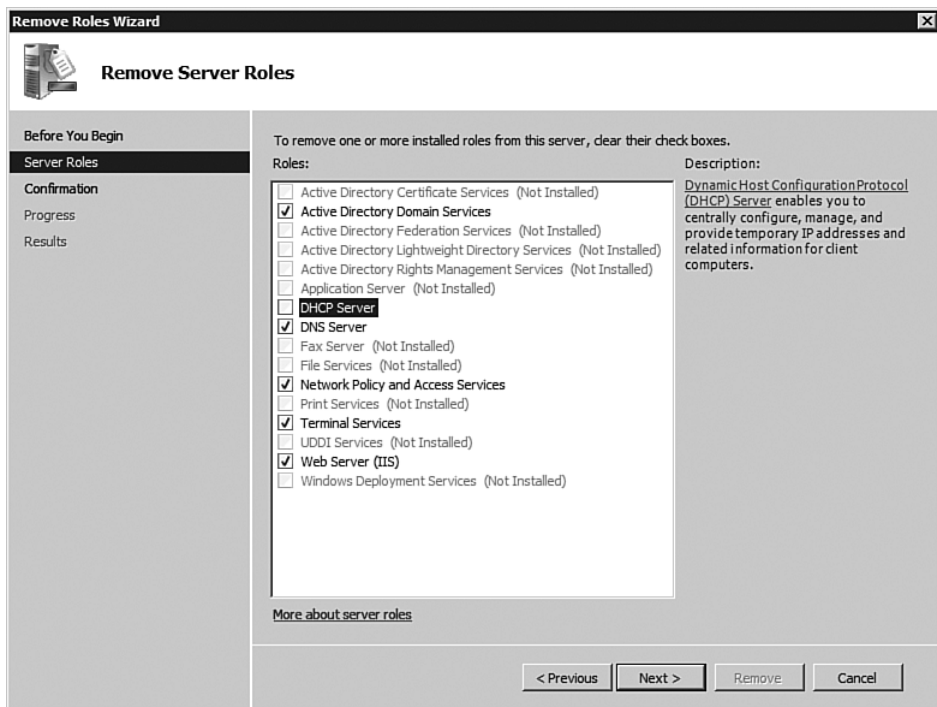 Remove Roles Wizard
Remove Server Roles
Before You Begin
Server Roles
Confirmation
Progress
Results
To remove one or more installed roles from this server, clear their check boxes.
Roles:
Active Directory Certificate Services (Not Installed)
Active Directory Domain Services
Active Directory Federation Services (Not Installed)
Active Directory Lightweight Directory Services (Not Installed)
Active Directory Rights Management Services (Not Installed)
Application Server (Not Installed)
DHCP Server
DNS Server
Fax Server (Not Installed)
File Services (Not Installed)
Network Policy and Access Services
Print Services (Not Installed)
Terminal Services
UDDI Services (Not Installed)
Web Server (IIS)
Windows Deployment Services (Not Installed)
More about server roles
Description:
Dynamic Host Configuration Protocol
(DHCP) Server enables you to
centrally configure, manage, and
provide temporary IP addresses and
related information for client
computers.
< Previous
Next >
Remove
Cancel